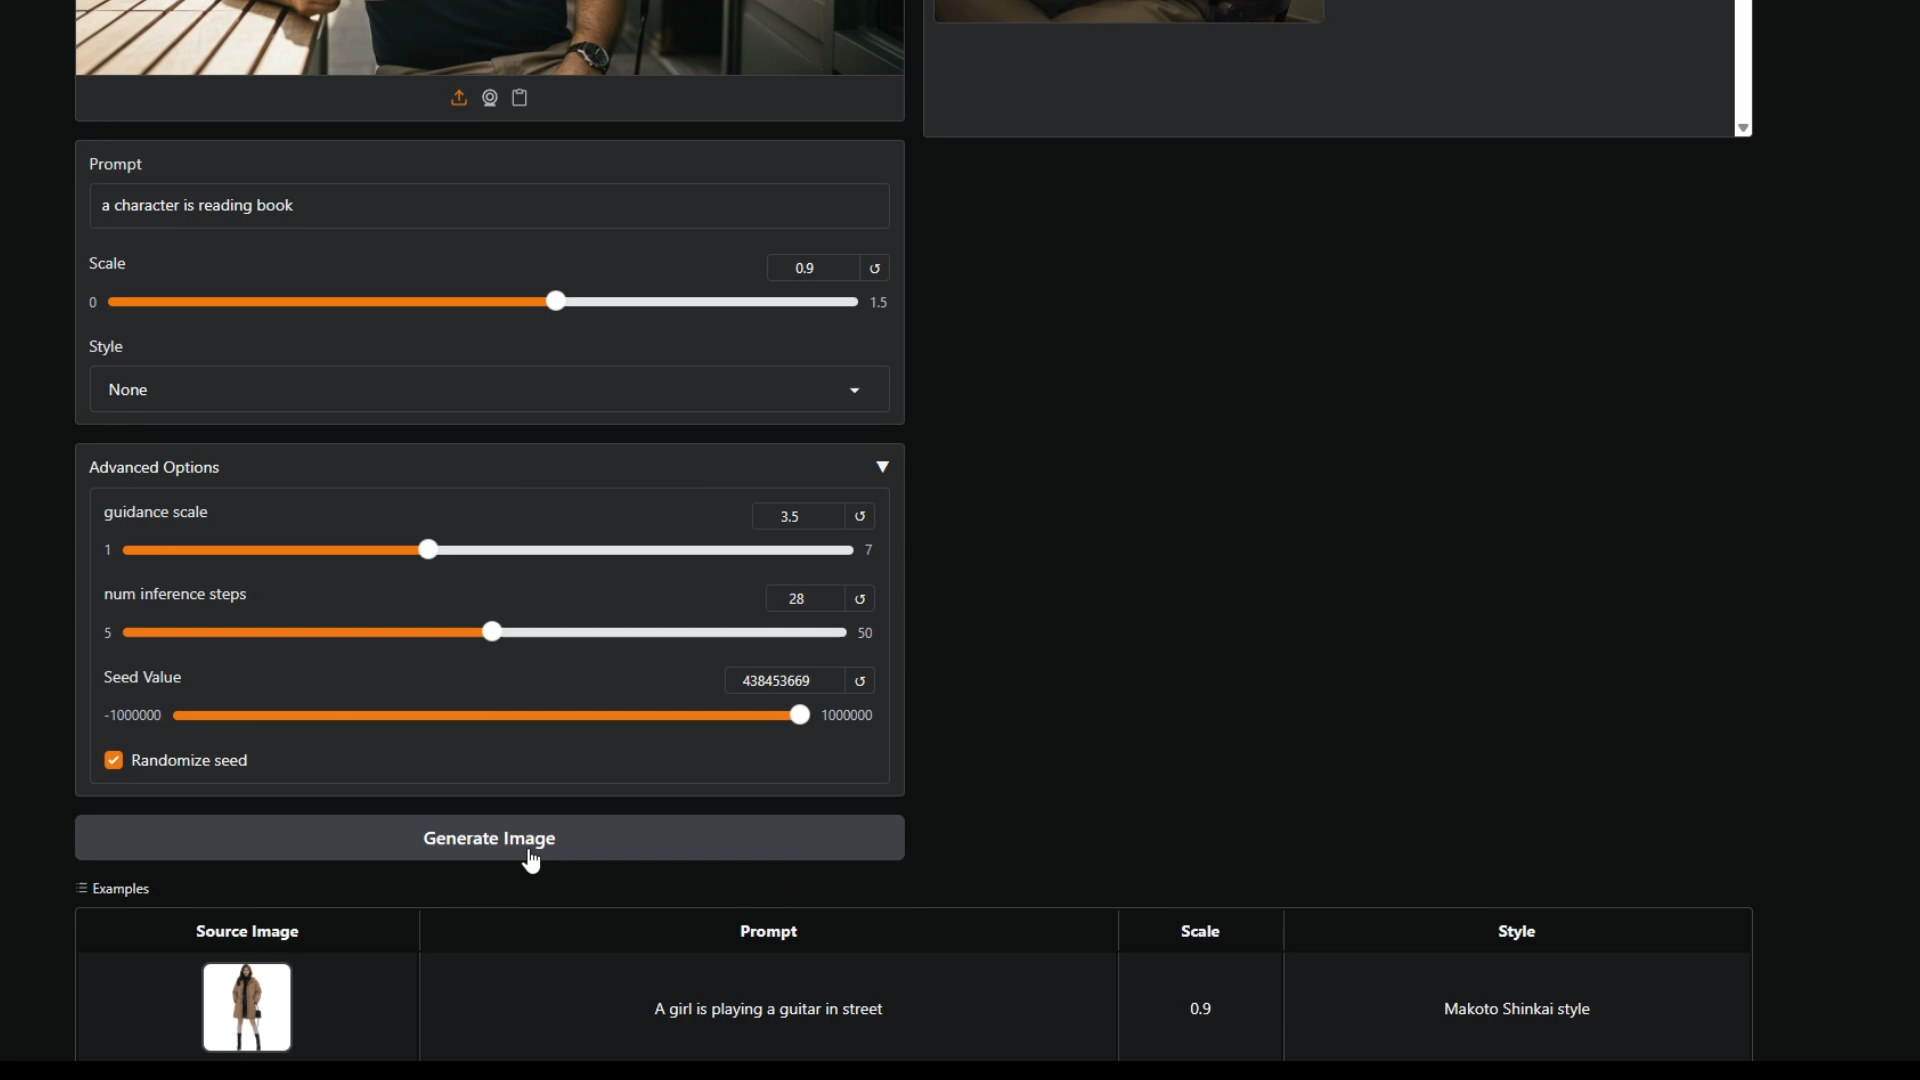 Prompt
a character is reading book
Scale
0.9
0 1.5
Style
None
Advanced Options
guidance scale
3.5
1 7
num inference steps
28
5 50
Seed Value
438453669
-1000000 1000000
Randomize seed
Generate Image
Examples
Source Image Prompt Scale Style
A girl is playing a guitar in street 0.9 Makoto Shinkai style